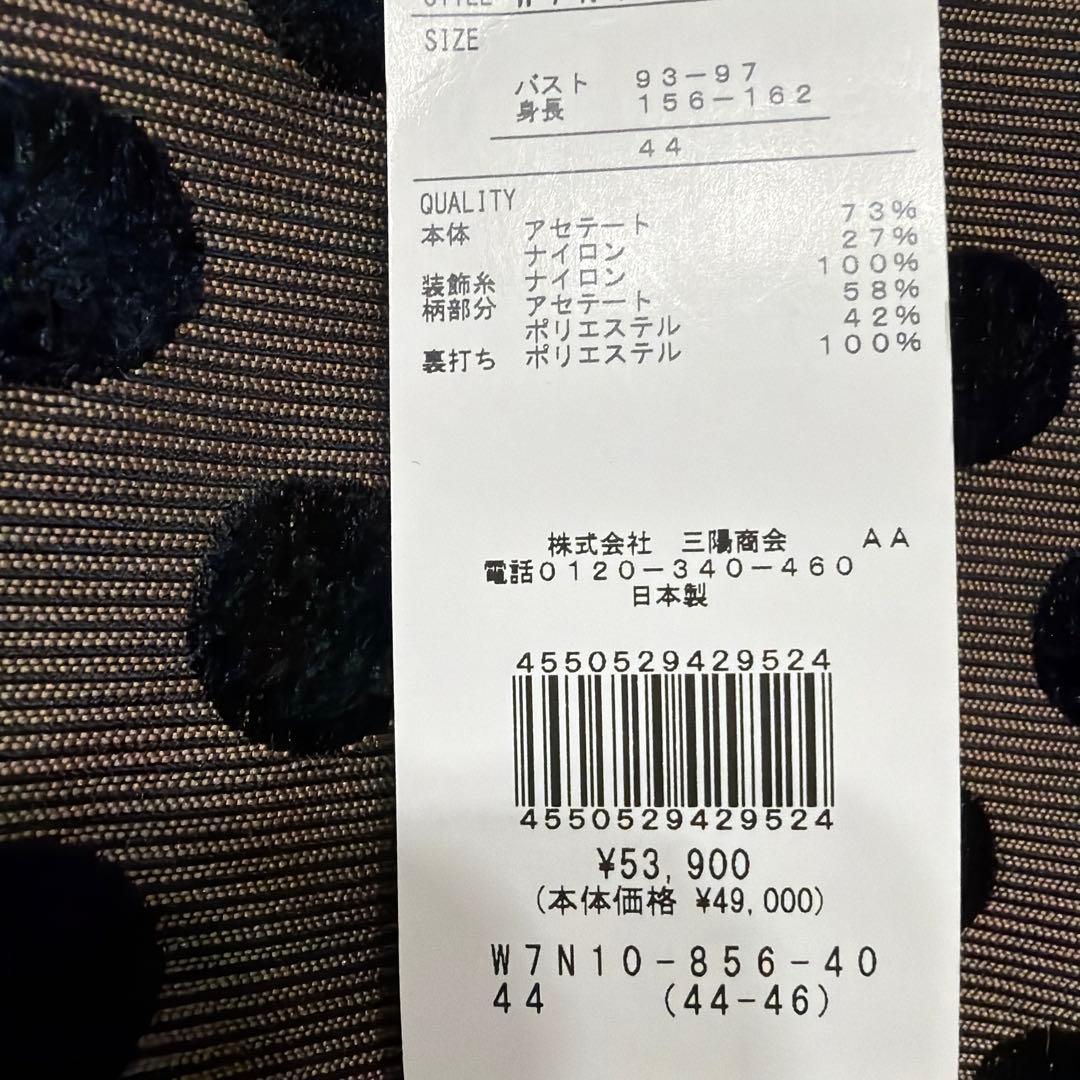 SIZE
バスト 93-97
身長 156-162
44
QUALITY
本体 アセテート 73%
ナイロン 27%
装飾糸 ナイロン 100%
柄部分 アセテート 58%
ポリエステル 42%
裏打ち ポリエステル 100%
株式会社 三陽商会 AA
電話0120-340-460
日本製
4550529429524
4550529429524
¥53,900
(本体価格 ¥49,000)
W7N10-856-40
44 (44-46)